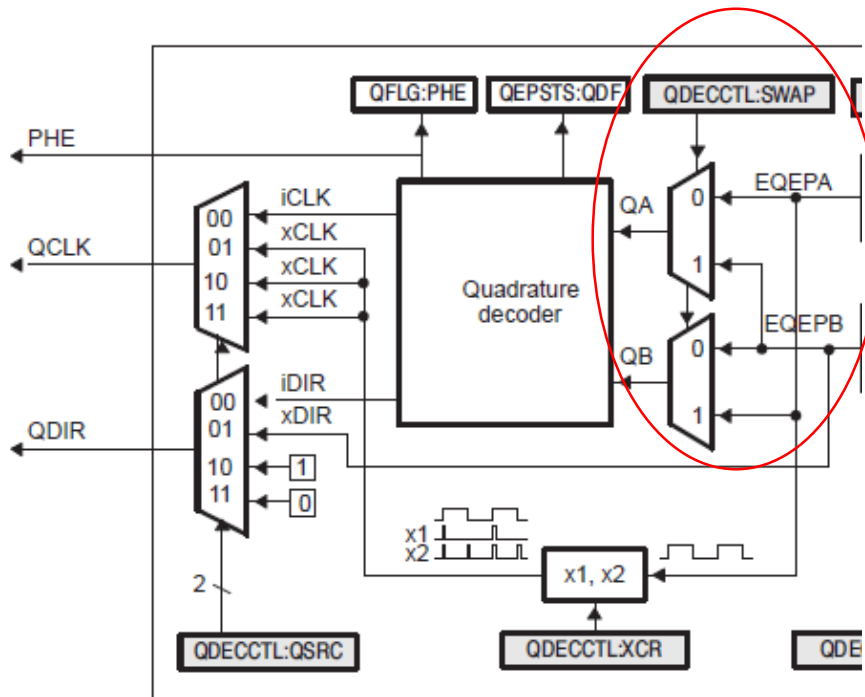 QFLG:PHE
QEPSTS:QDF
QDECCTL:SWAP
PHE
iCLK
xCLK
xCLK
xCLK
00
01
10
11
QCLK
QA
0
EQEPA
1
Quadrature
decoder
EQEPB
QB
0
1
iDIR
xDIR
00
01
10
11
1
0
QDIR
x1
x2
x1, x2
2
QDECCTL:QSRC
QDECCTL:XCR
QDE